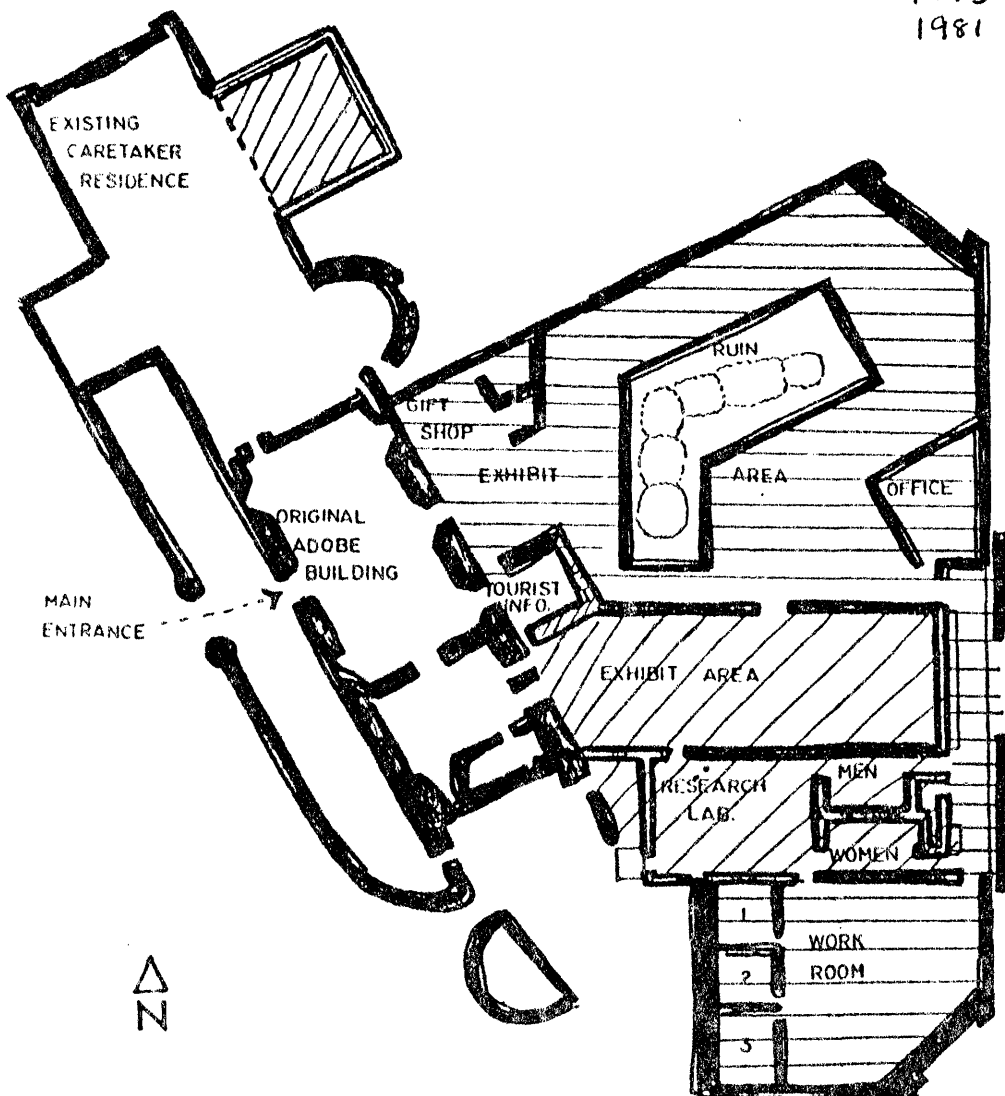 1981
EXISTING
CARETAKER
RESIDENCE
RUIN
GIFT
SHOP
EXHIBIT
AREA
OFFICE
ORIGINAL
ADOBE
BUILDING
TOURIST
INFO.
MAIN
ENTRANCE
EXHIBIT AREA
RESEARCH
LAB.
MEN
WOMEN
1
WORK
ROOM
2
3
N